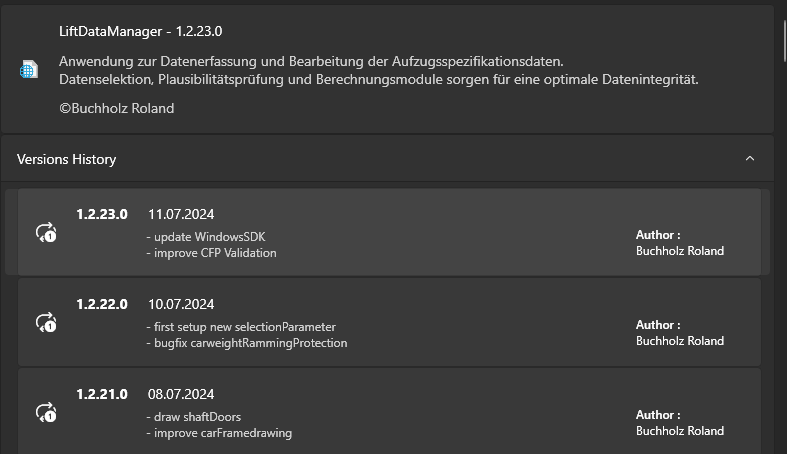 LiftDataManager - 1.2.23.0
Anwendung zur Datenerfassung und Bearbeitung der Aufzugsspezifikationsdaten.
Datenselektion, Plausibilitätsprüfung und Berechnungsmodule sorgen für eine optimale Datenintegrität.
©Buchholz Roland
Versions History
1.2.23.0 11.07.2024
- update WindowsSDK
- improve CFP Validation
Author :
Buchholz Roland
1
1.2.22.0 10.07.2024
- first setup new selectionParameter
- bugfix carweightRammingProtection
Author :
Buchholz Roland
1
1.2.21.0 08.07.2024
- draw shaftDoors
- improve carFramedrawing
Author :
Buchholz Roland
1